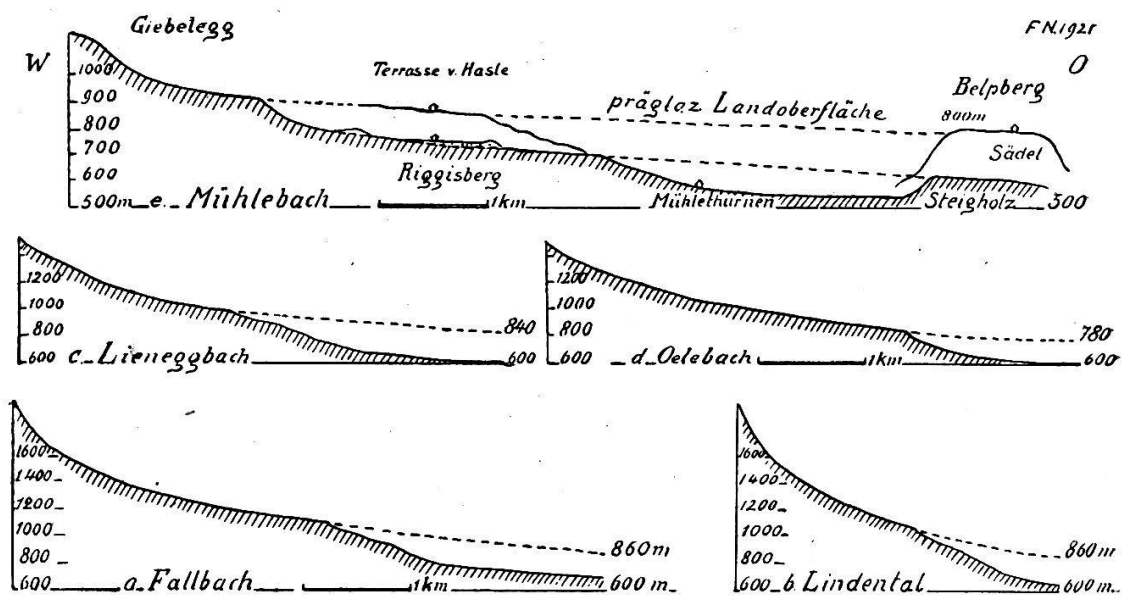 Giebelegg
F N. 1921
W
O
1000
900
800
700
600
500m
Terrasse v. Hasle
präglaz Landoberfläche
Belpberg
800m
Sädel
Riggisberg
Mühlethurnen
Steigholz
500
e. Mühlebach
1km
1200
1000
800
600
840
600
c. Lieneggbach
1200
1000
800
600
780
600
d. Oelebach
1km
1600
1400
1200
1000
800
600
860m
600 m.
a. Fallbach
1km
1600
1400
1200
1000
800
600
860m
600 m.
b. Lindental